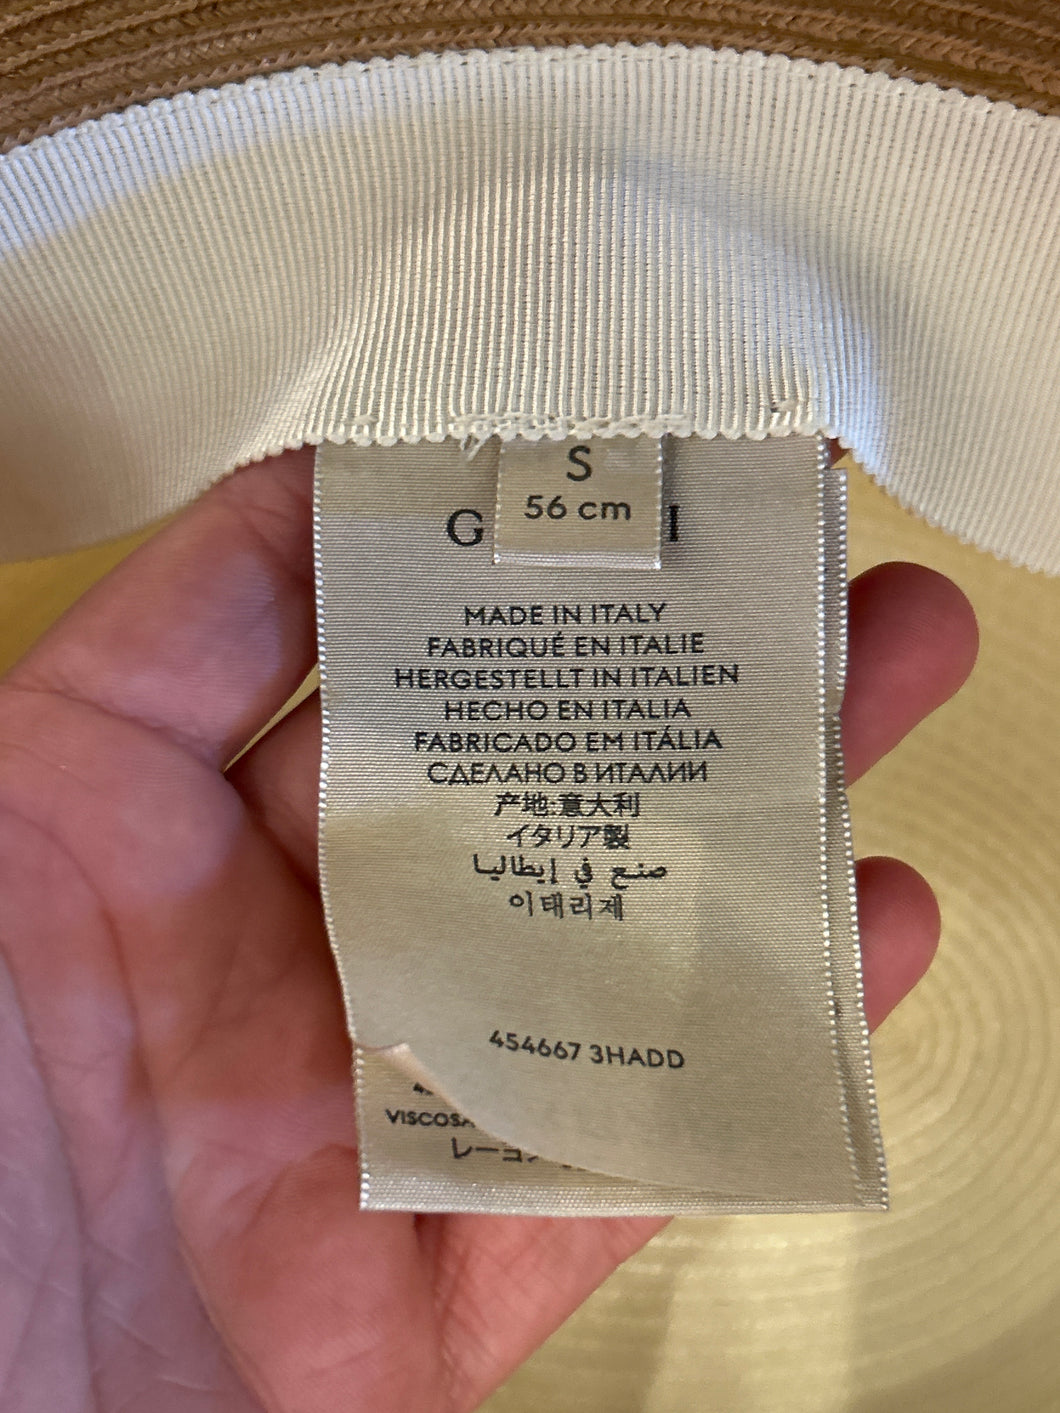 S
56 cm
G I
MADE IN ITALY
FABRIQUÉ EN ITALIE
HERGESTELLT IN ITALIEN
HECHO EN ITALIA
FABRICADO EM ITÁLIA
СДЕЛАНО В ИТАЛИИ
产地:意大利
イタリア製
صنع في إيطاليا
이태리제
454667 3HADD
VISCOSA